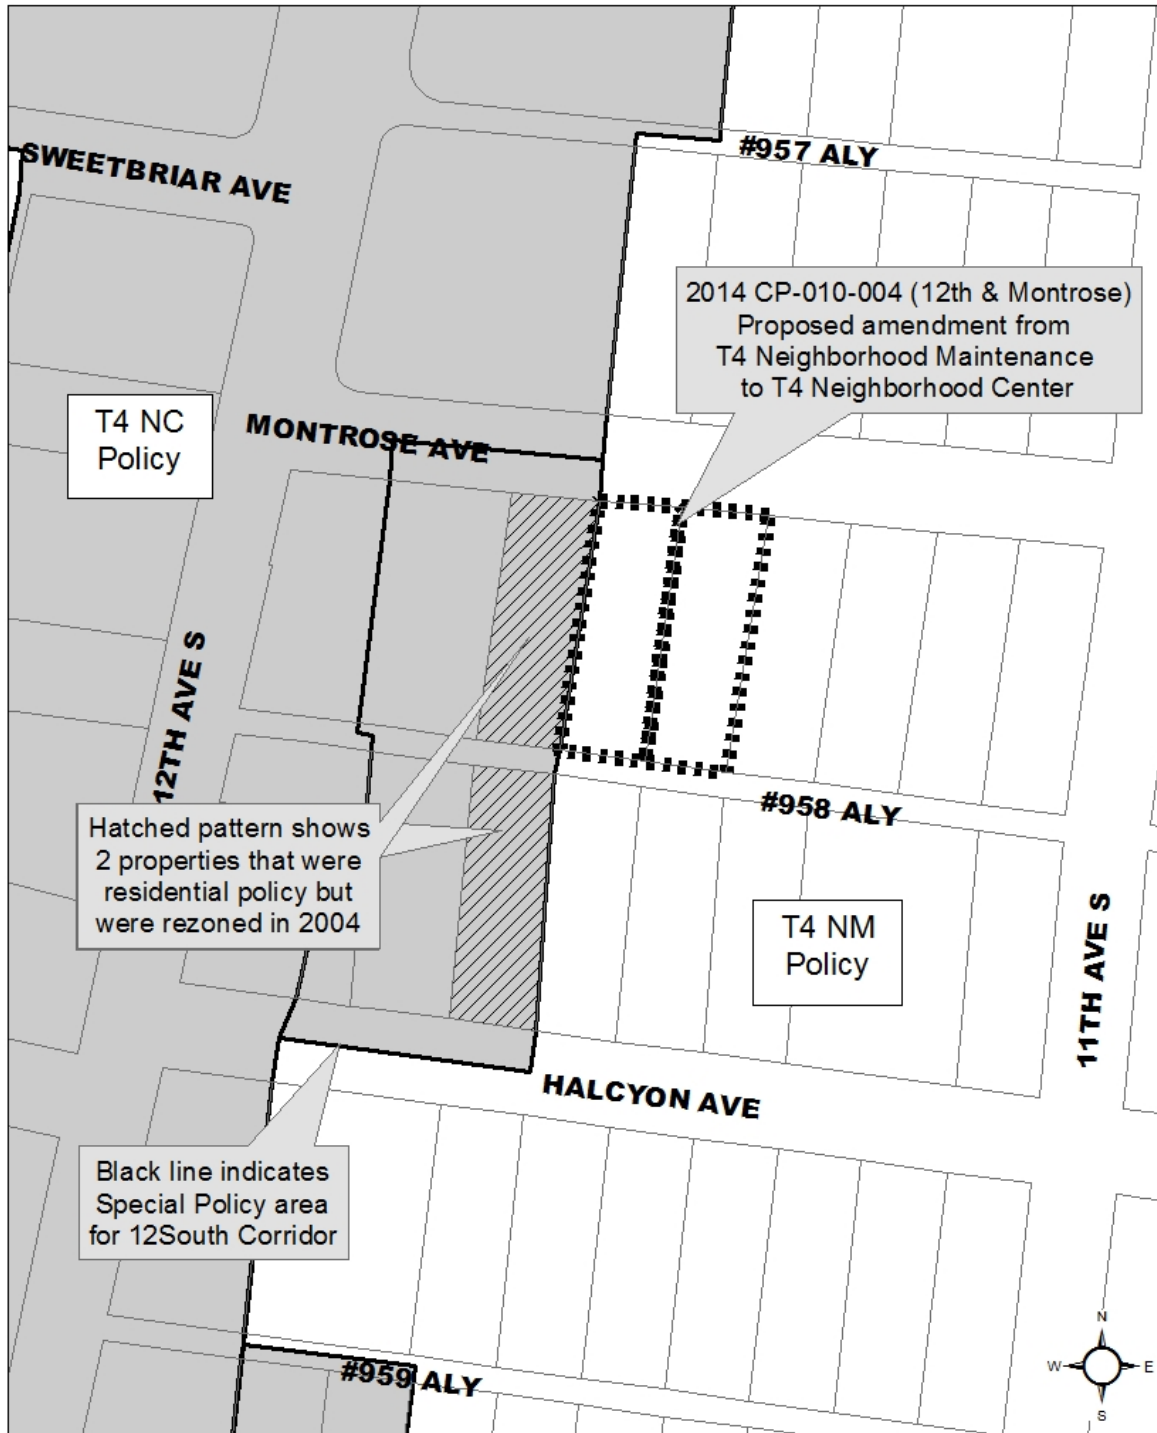 #957 ALY
SWEETBRIAR AVE
2014 CP-010-004 (12th & Montrose)
Proposed amendment from
T4 Neighborhood Maintenance
to T4 Neighborhood Center
T4 NC
Policy
MONTROSE AVE
12TH AVE S
#958 ALY
Hatched pattern shows
2 properties that were
residential policy but
were rezoned in 2004
T4 NM
Policy
11TH AVE S
HALCYON AVE
Black line indicates
Special Policy area
for 12South Corridor
#959 ALY
N
W E
S